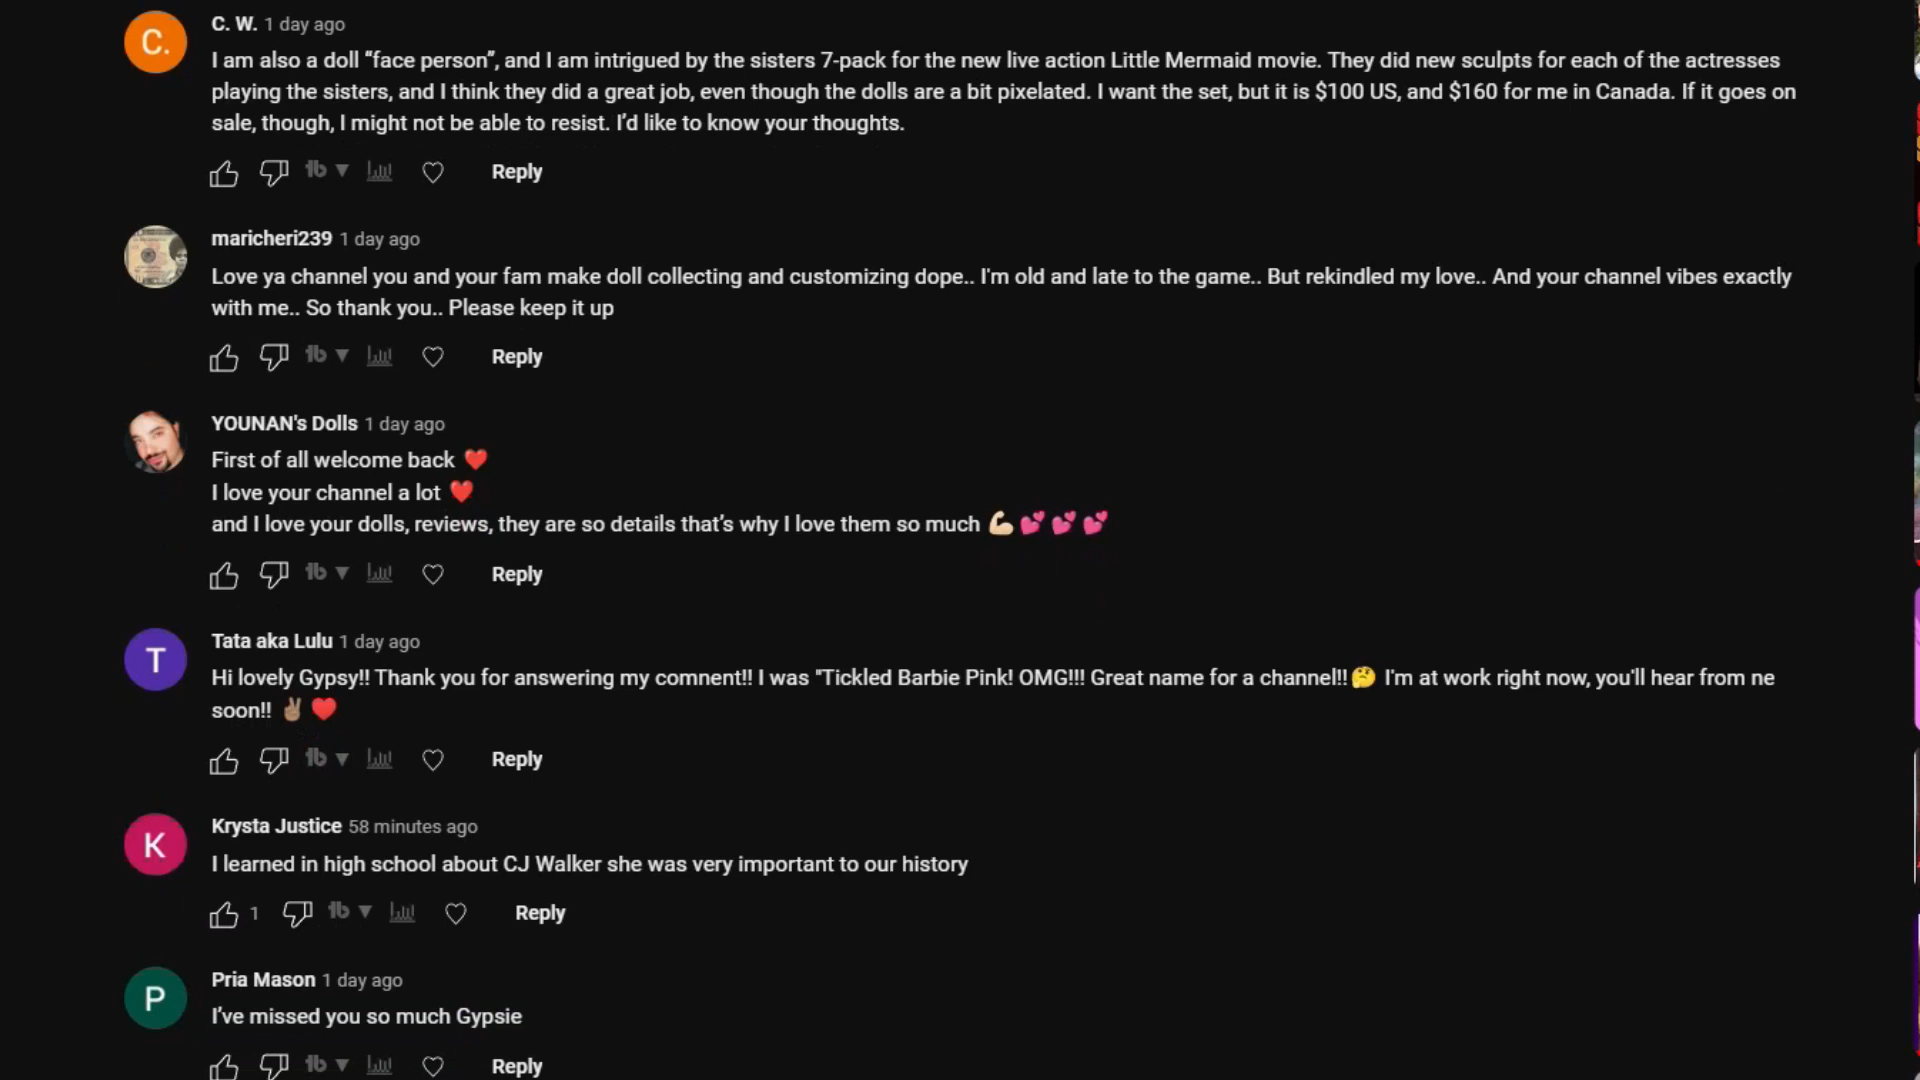 C.
C. W. 1 day ago
I am also a doll “face person”, and I am intrigued by the sisters 7-pack for the new live action Little Mermaid movie. They did new sculpts for each of the actresses
playing the sisters, and I think they did a great job, even though the dolls are a bit pixelated. I want the set, but it is $100 US, and $160 for me in Canada. If it goes on
sale, though, I might not be able to resist. I’d like to know your thoughts.
Reply
maricheri239 1 day ago
Love ya channel you and your fam make doll collecting and customizing dope.. I'm old and late to the game.. But rekindled my love.. And your channel vibes exactly
with me.. So thank you.. Please keep it up
Reply
YOUNAN's Dolls 1 day ago
First of all welcome back ❤️
I love your channel a lot ❤️
and I love your dolls, reviews, they are so details that’s why I love them so much 💪🏻💕💕💕
Reply
T
Tata aka Lulu 1 day ago
Hi lovely Gypsy!! Thank you for answering my comnent!! I was "Tickled Barbie Pink! OMG!!! Great name for a channel!!🤔 I'm at work right now, you'll hear from ne
soon!! ✌🏽❤️
Reply
K
Krysta Justice 58 minutes ago
I learned in high school about CJ Walker she was very important to our history
1 Reply
P
Pria Mason 1 day ago
I’ve missed you so much Gypsie
Reply